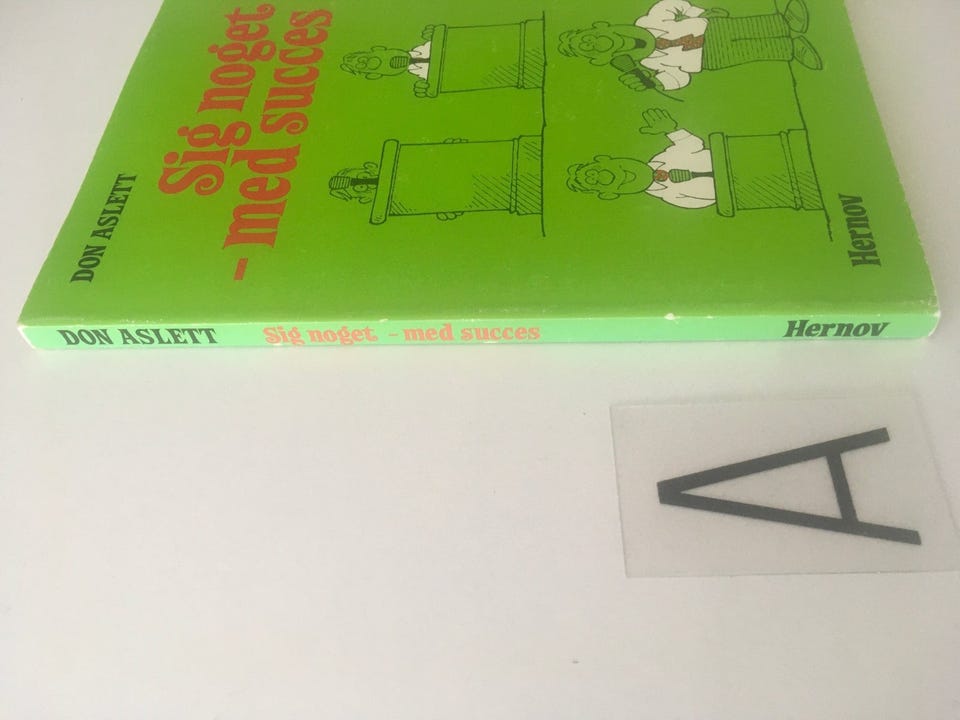 DON ASLETT
Sig noget
- med succes
Hernov
DON ASLETT Sig noget - med succes Hernov
A